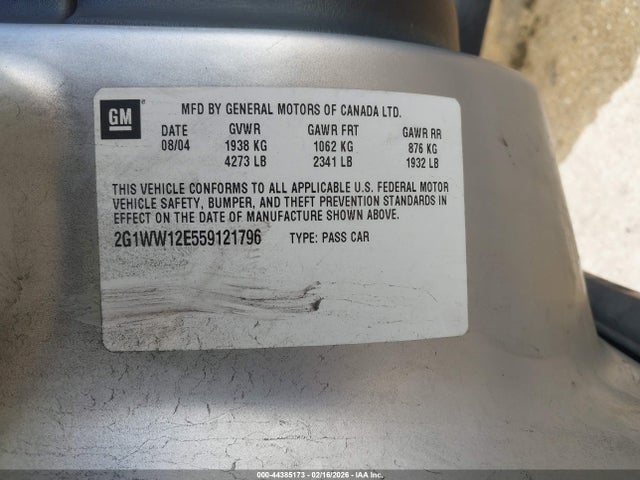 GM
MFD BY GENERAL MOTORS OF CANADA LTD.
DATE GVWR GAWR FRT GAWR RR
08/04 1938 KG 1062 KG 876 KG
4273 LB 2341 LB 1932 LB
THIS VEHICLE CONFORMS TO ALL APPLICABLE U.S. FEDERAL MOTOR
VEHICLE SAFETY, BUMPER, AND THEFT PREVENTION STANDARDS IN
EFFECT ON THE DATE OF MANUFACTURE SHOWN ABOVE.
2G1WW12E559121796 TYPE: PASS CAR
000-44385173 - 02/16/2026 - IAA Inc.